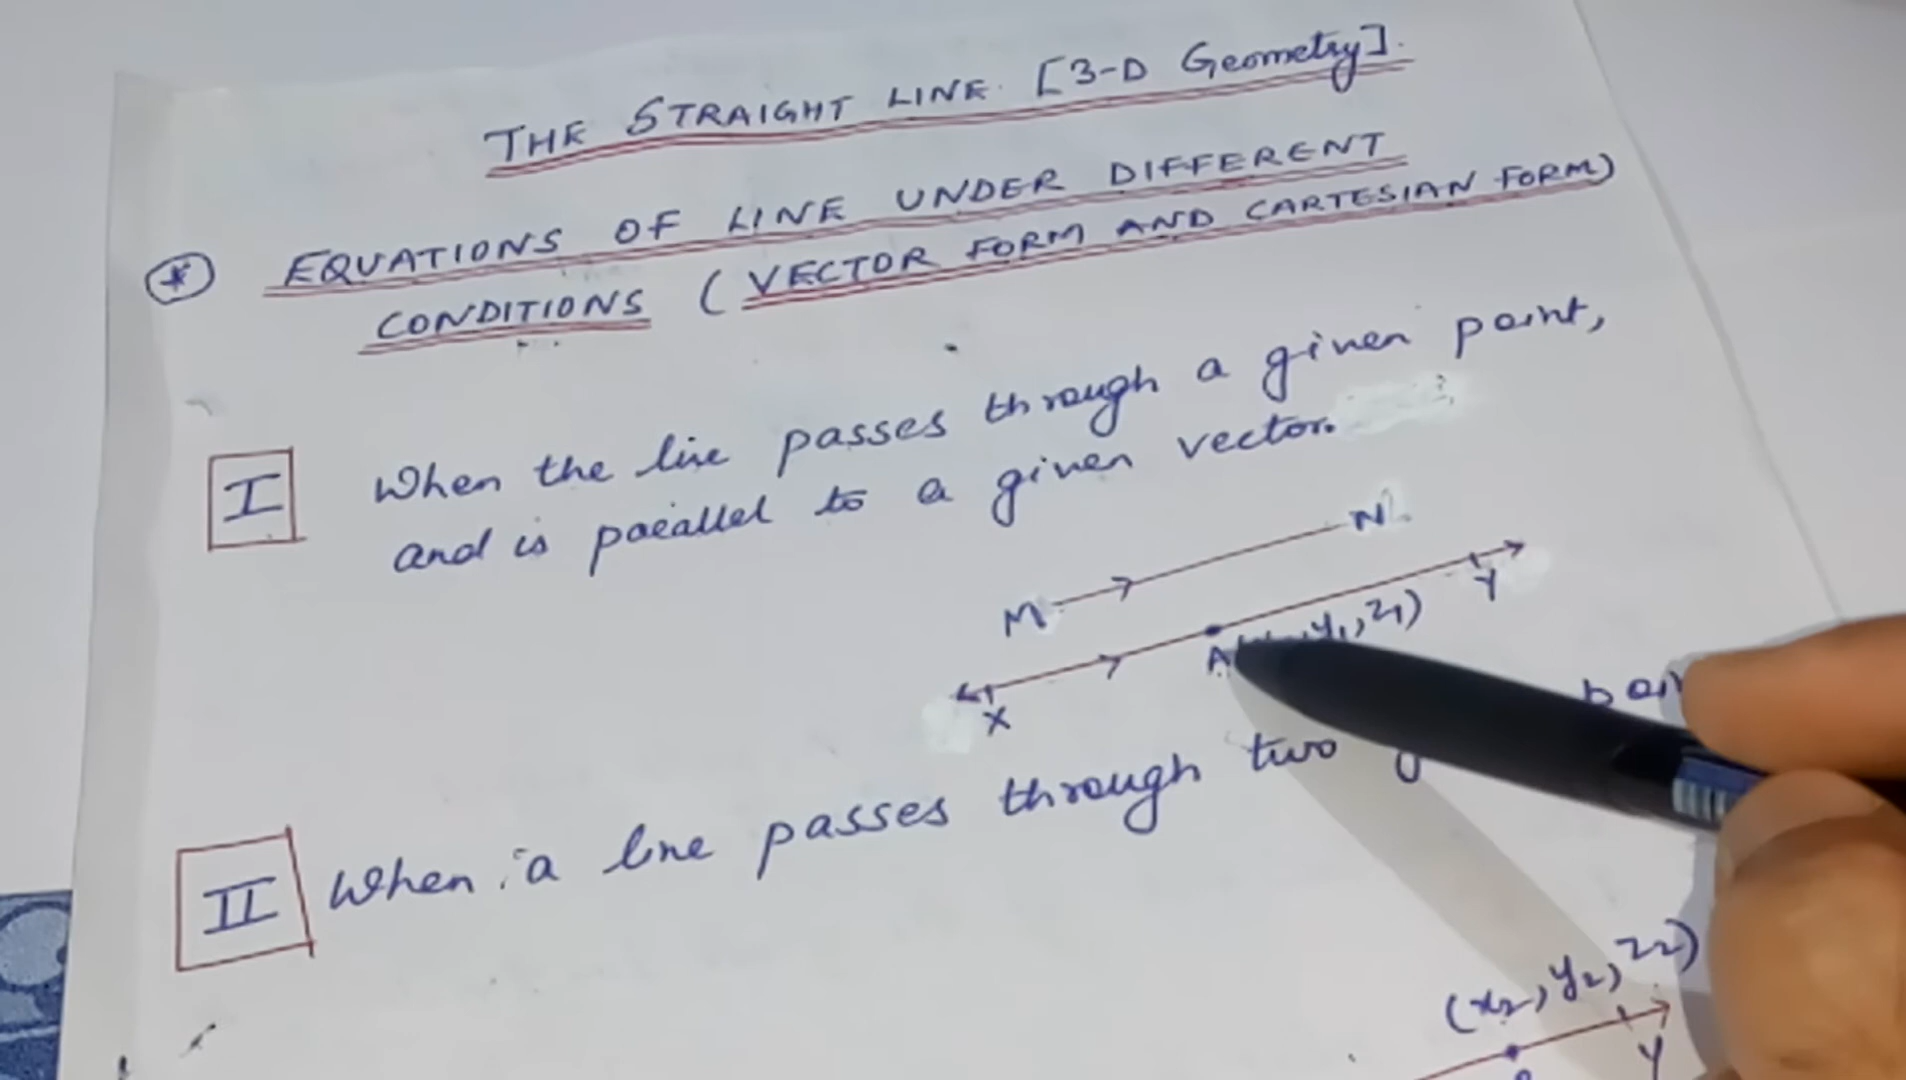 THE STRAIGHT LINE [3-D Geometry].
* EQUATIONS OF LINE UNDER DIFFERENT
CONDITIONS (VECTOR FORM AND CARTESIAN FORM)
I When the line passes through a given point,
and is parallel to a given vector.
M N
X A y₁, z₁) Y
II When a line passes through two
(x₂, y₂, z₂)
Y